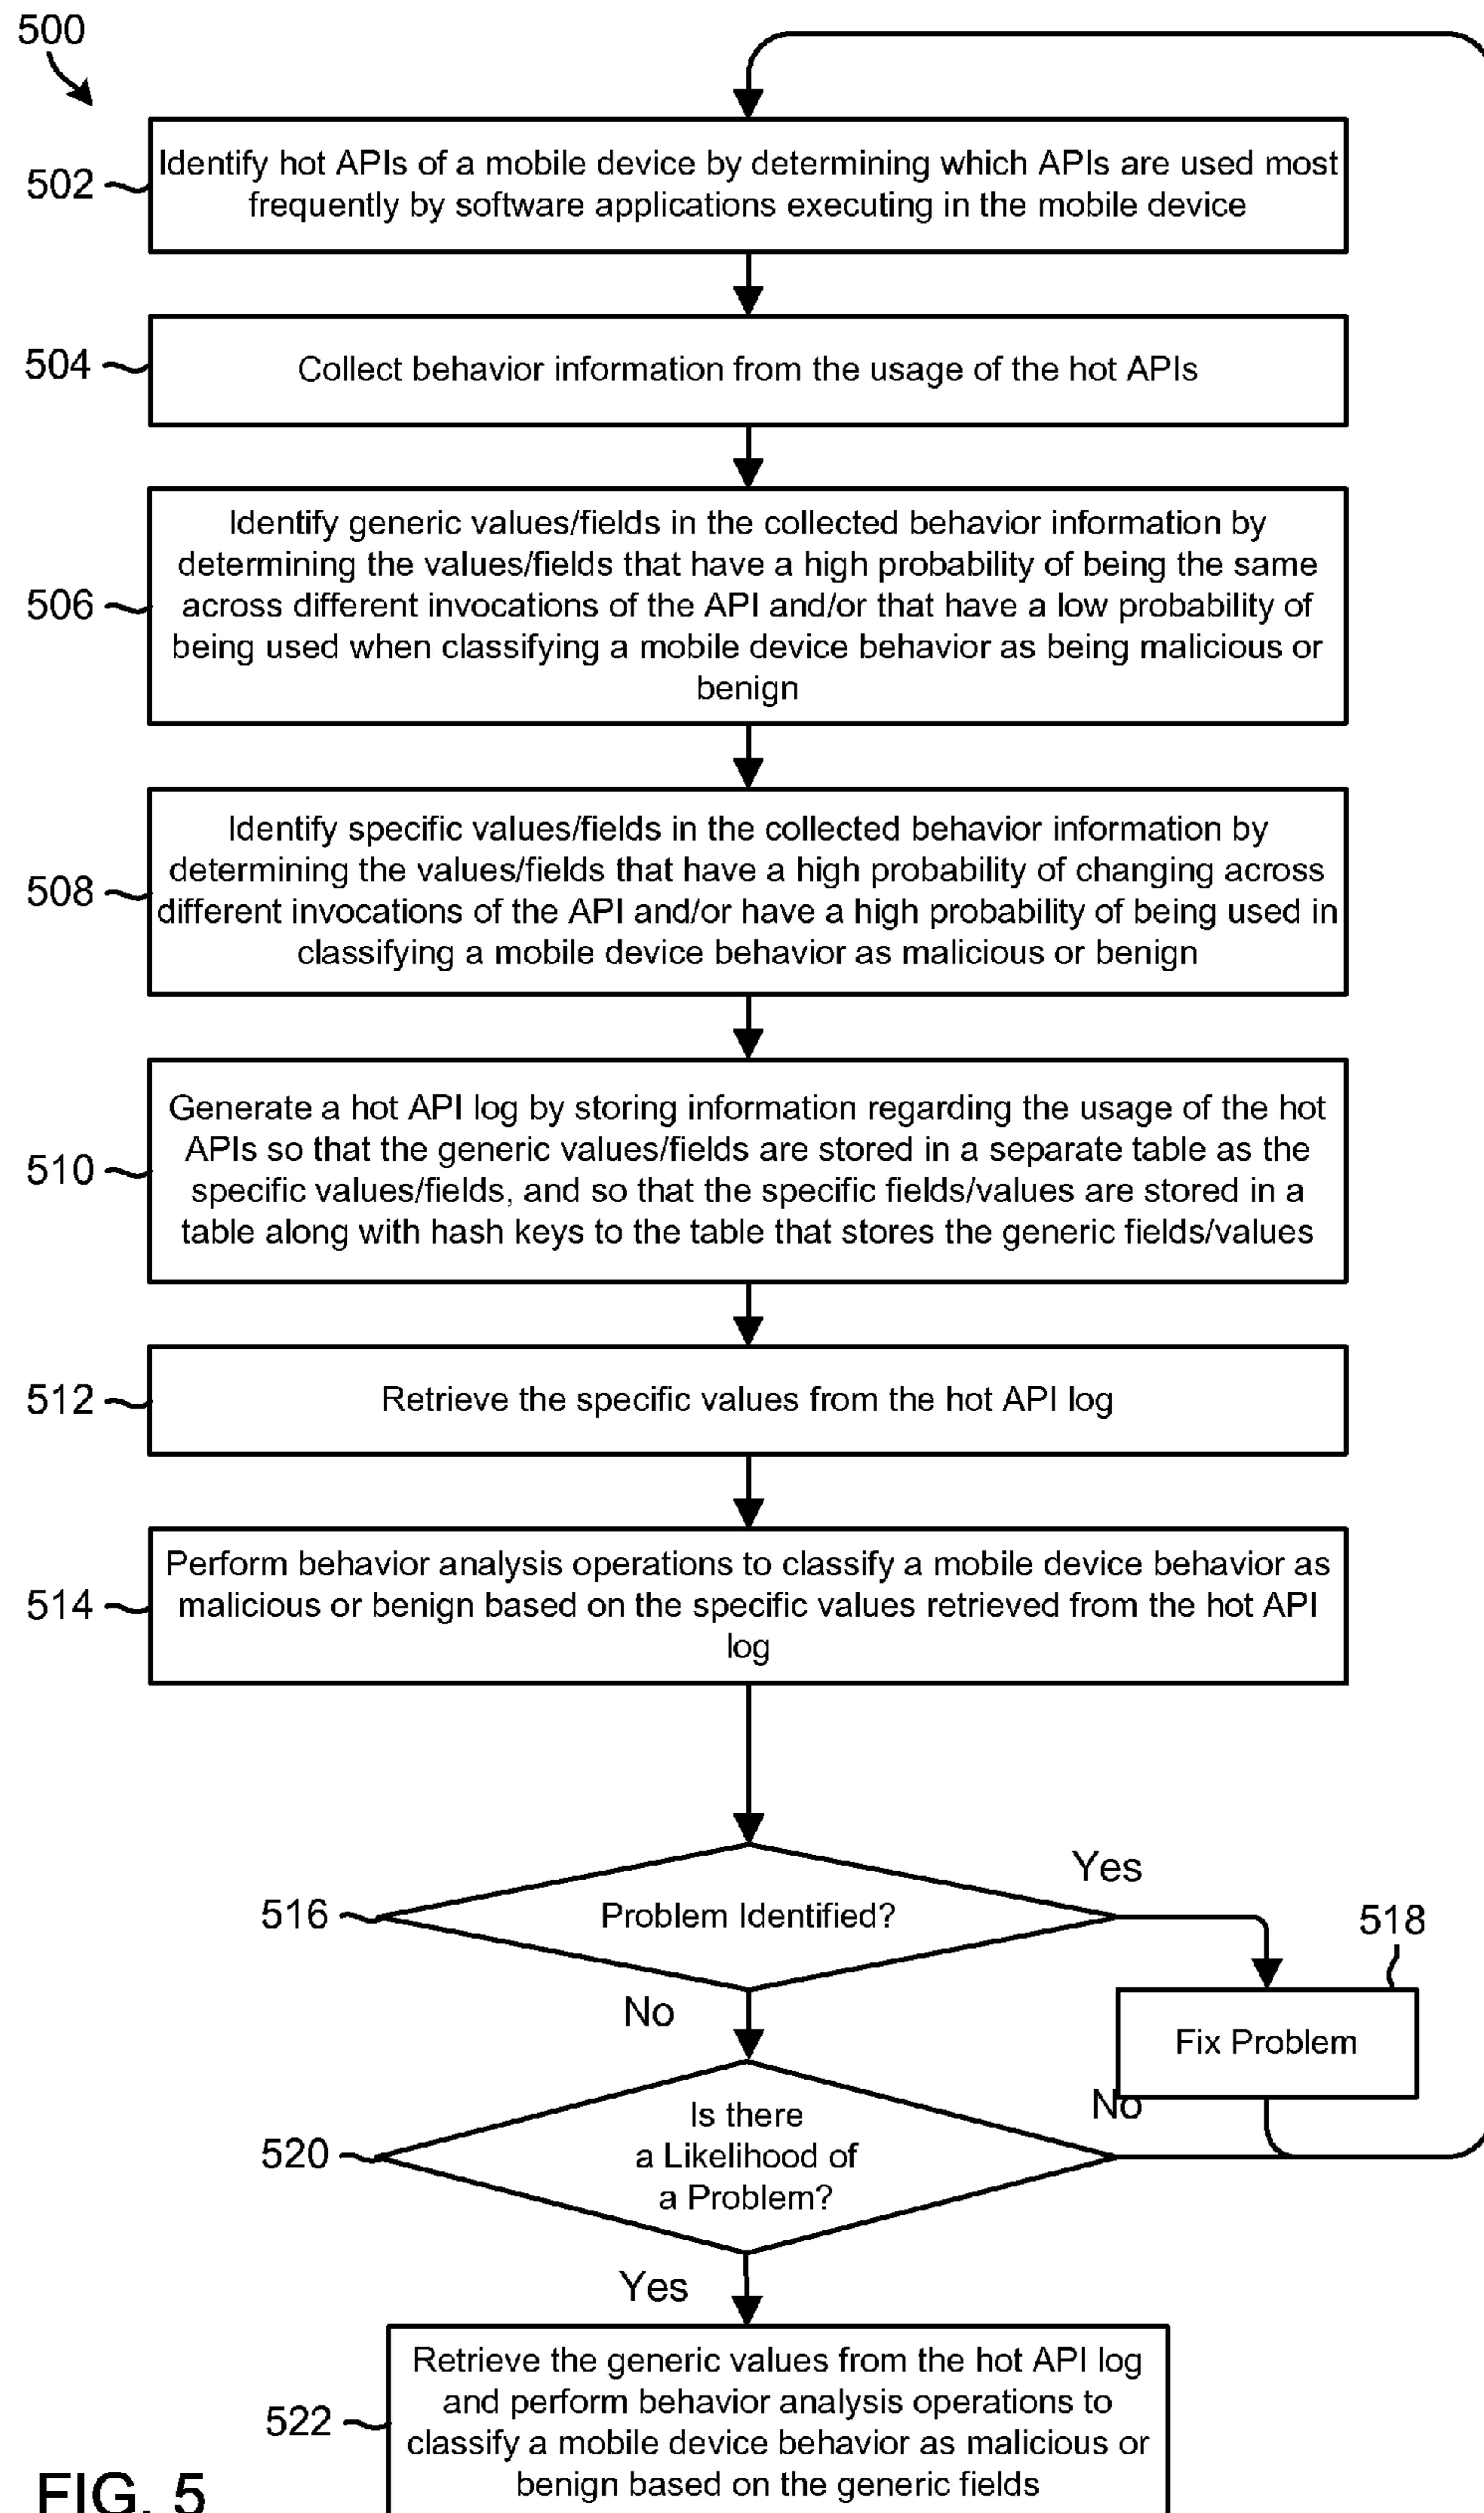 500
502
Identify hot APIs of a mobile device by determining which APIs are used most
frequently by software applications executing in the mobile device
504
Collect behavior information from the usage of the hot APIs
506
Identify generic values/fields in the collected behavior information by
determining the values/fields that have a high probability of being the same
across different invocations of the API and/or that have a low probability of
being used when classifying a mobile device behavior as being malicious or
benign
508
Identify specific values/fields in the collected behavior information by
determining the values/fields that have a high probability of changing across
different invocations of the API and/or have a high probability of being used in
classifying a mobile device behavior as malicious or benign
510
Generate a hot API log by storing information regarding the usage of the hot
APIs so that the generic values/fields are stored in a separate table as the
specific values/fields, and so that the specific fields/values are stored in a
table along with hash keys to the table that stores the generic fields/values
512
Retrieve the specific values from the hot API log
514
Perform behavior analysis operations to classify a mobile device behavior as
malicious or benign based on the specific values retrieved from the hot API
log
516
Problem Identified?
Yes
518
Fix Problem
No
520
Is there
a Likelihood of
a Problem?
No
Yes
522
Retrieve the generic values from the hot API log
and perform behavior analysis operations to
classify a mobile device behavior as malicious or
benign based on the generic fields
FIG. 5